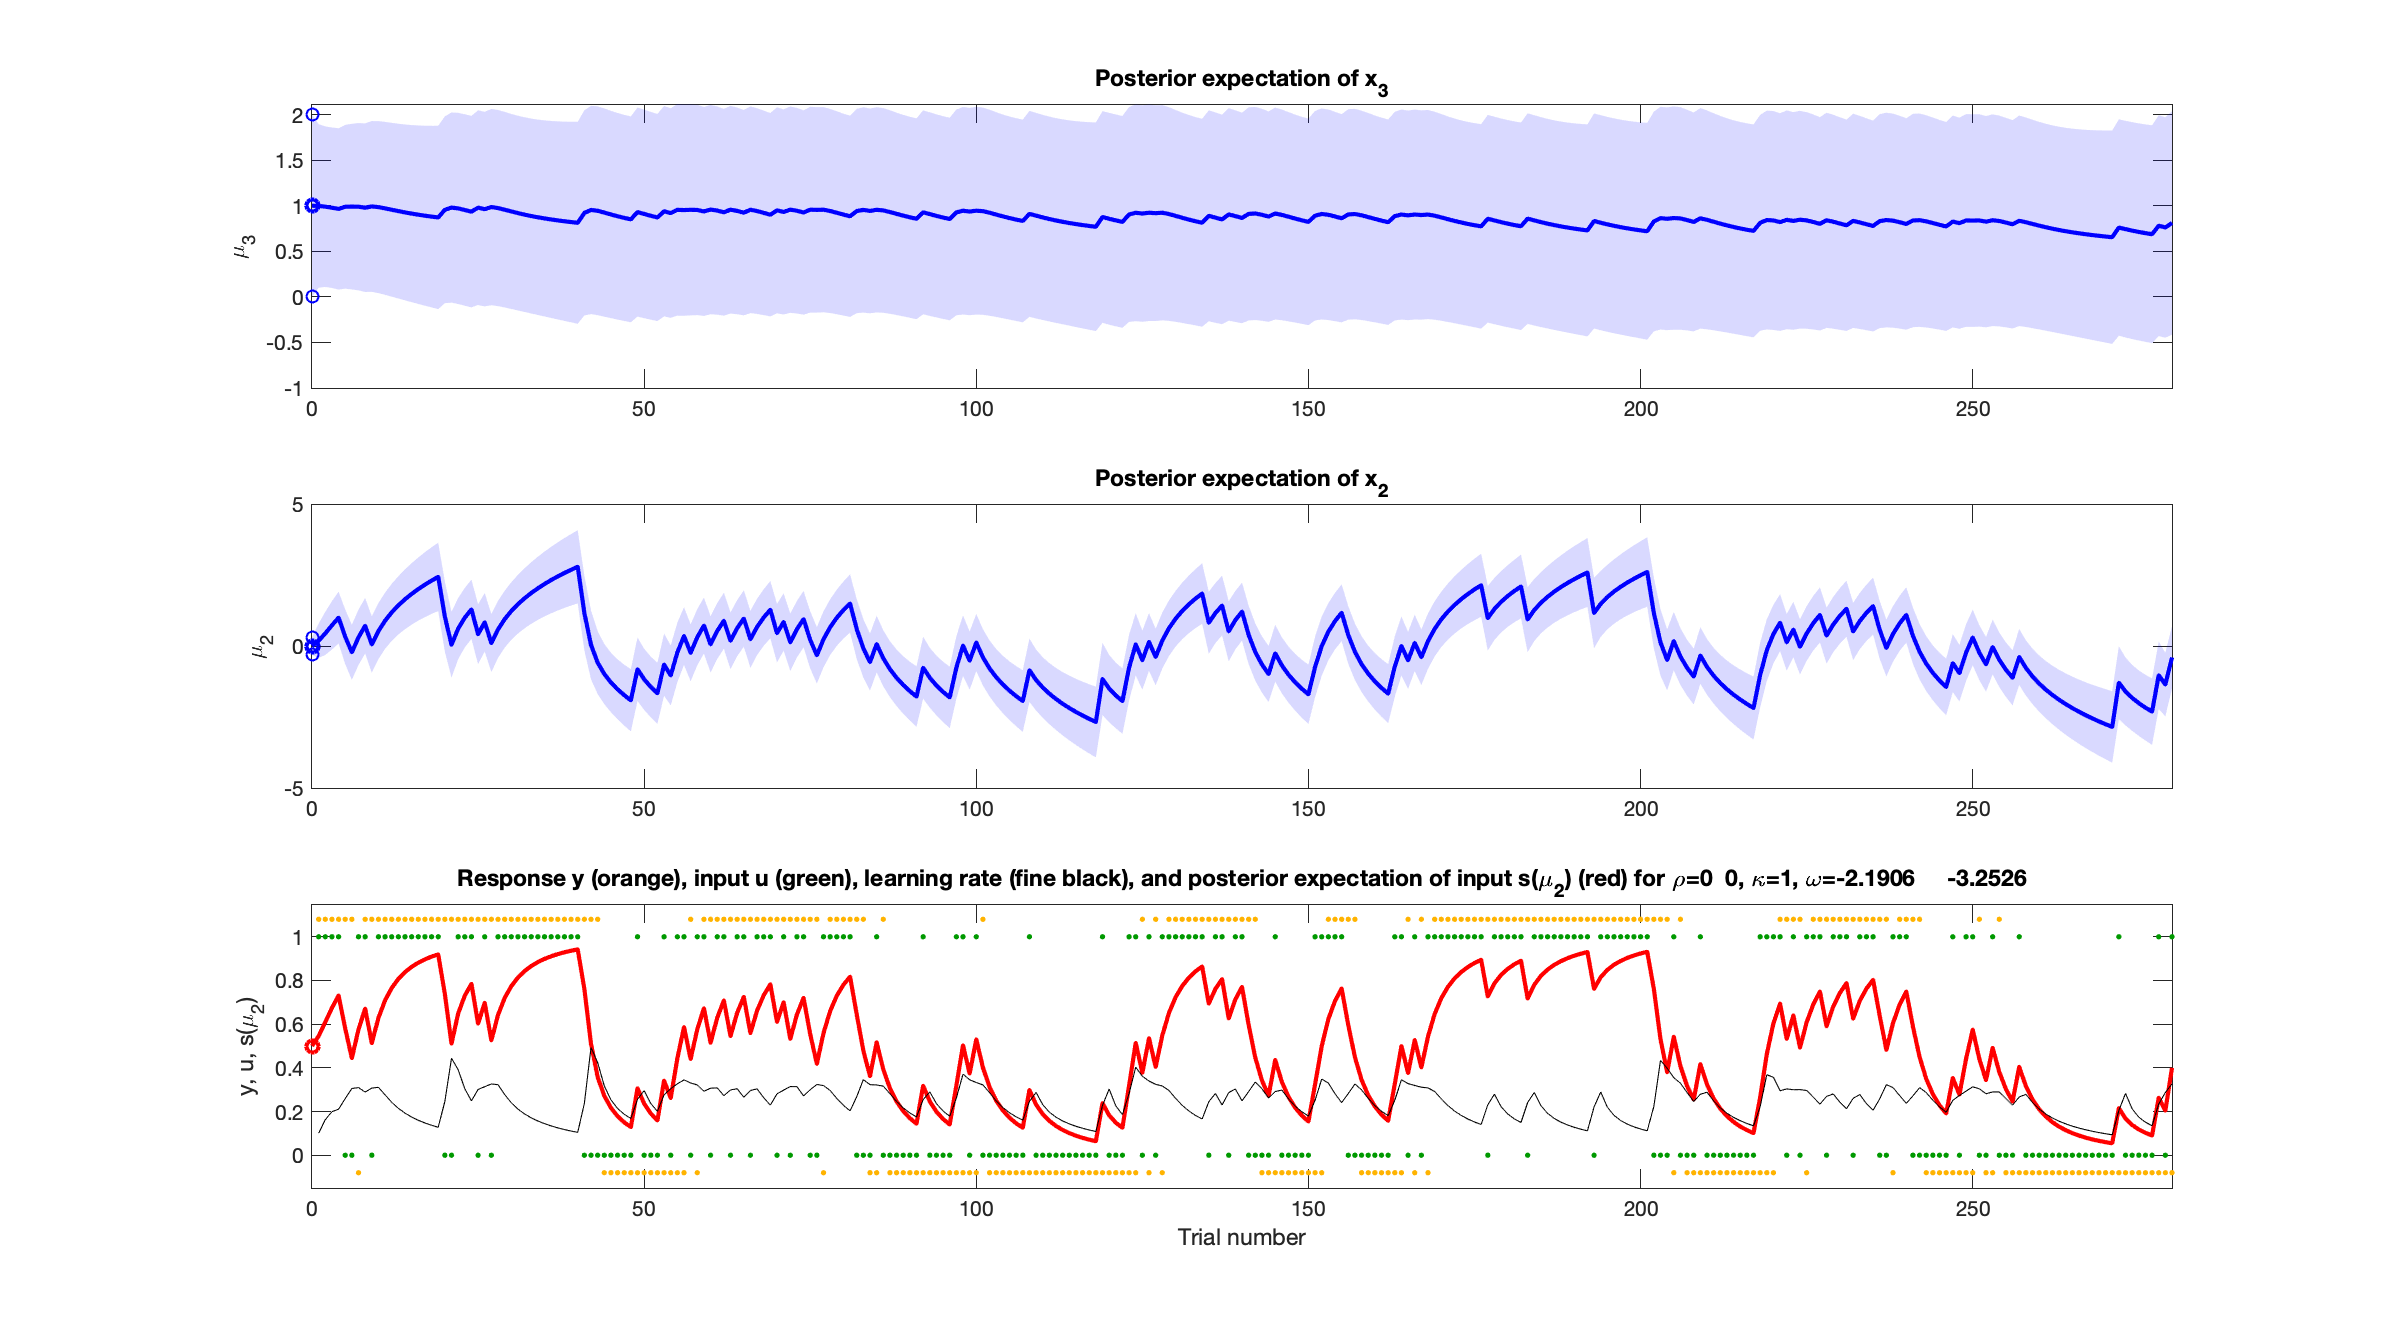 Posterior expectation of x3
μ3
2
1.5
1
0.5
0
-0.5
-1
0 50 100 150 200 250
Posterior expectation of x2
μ2
5
0
-5
0 50 100 150 200 250
Response y (orange), input u (green), learning rate (fine black), and posterior expectation of input s(μ2) (red) for ρ=0 0, κ=1, ω=-2.1906 -3.2526
y, u, s(μ2)
1
0.8
0.6
0.4
0.2
0
0 50 100 150 200 250
Trial number